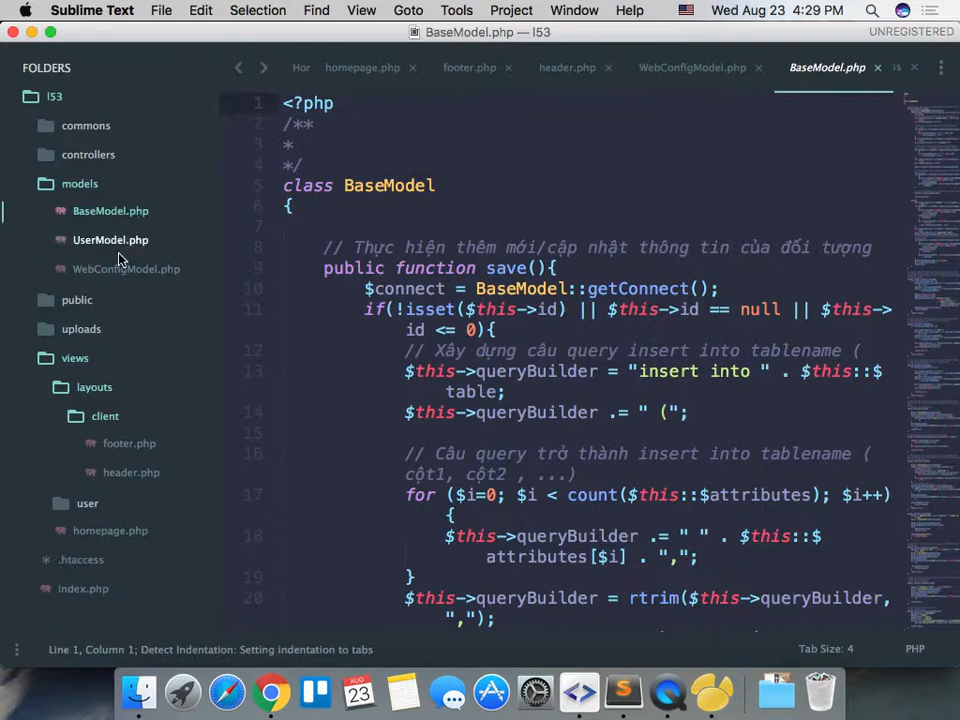 Sublime Text File Edit Selection Find View Goto Tools Project Window Help Wed Aug 23 4:29 PM
BaseModel.php — l53 UNREGISTERED
FOLDERS
Hor homepage.php × footer.php × header.php × WebConfigModel.php × BaseModel.php × ×
l53
commons
controllers
models
BaseModel.php
UserModel.php
WebConfigModel.php
public
uploads
views
layouts
client
footer.php
header.php
user
homepage.php
.htaccess
index.php
1 <?php
2 /**
3 *
4 */
5 class BaseModel
6 {
7
8 // Thực hiện thêm mới/cập nhật thông tin của đối tượng
9 public function save(){
10 $connect = BaseModel::getConnect();
11 if(!isset($this->id) || $this->id == null || $this->
id <= 0){
12 // Xây dựng câu query insert into tablename (
13 $this->queryBuilder = "insert into " . $this::$
table;
14 $this->queryBuilder .= " (";
15
16 // Câu query trở thành insert into tablename (
cột1, cột2 , ...)
17 for ($i=0; $i < count($this::$attributes); $i++)
{
18 $this->queryBuilder .= " " . $this::$
attributes[$i] . ",";
19 }
20 $this->queryBuilder = rtrim($this->queryBuilder,
",");
Line 1, Column 1; Detect Indentation: Setting indentation to tabs Tab Size: 4 PHP
AUG
23